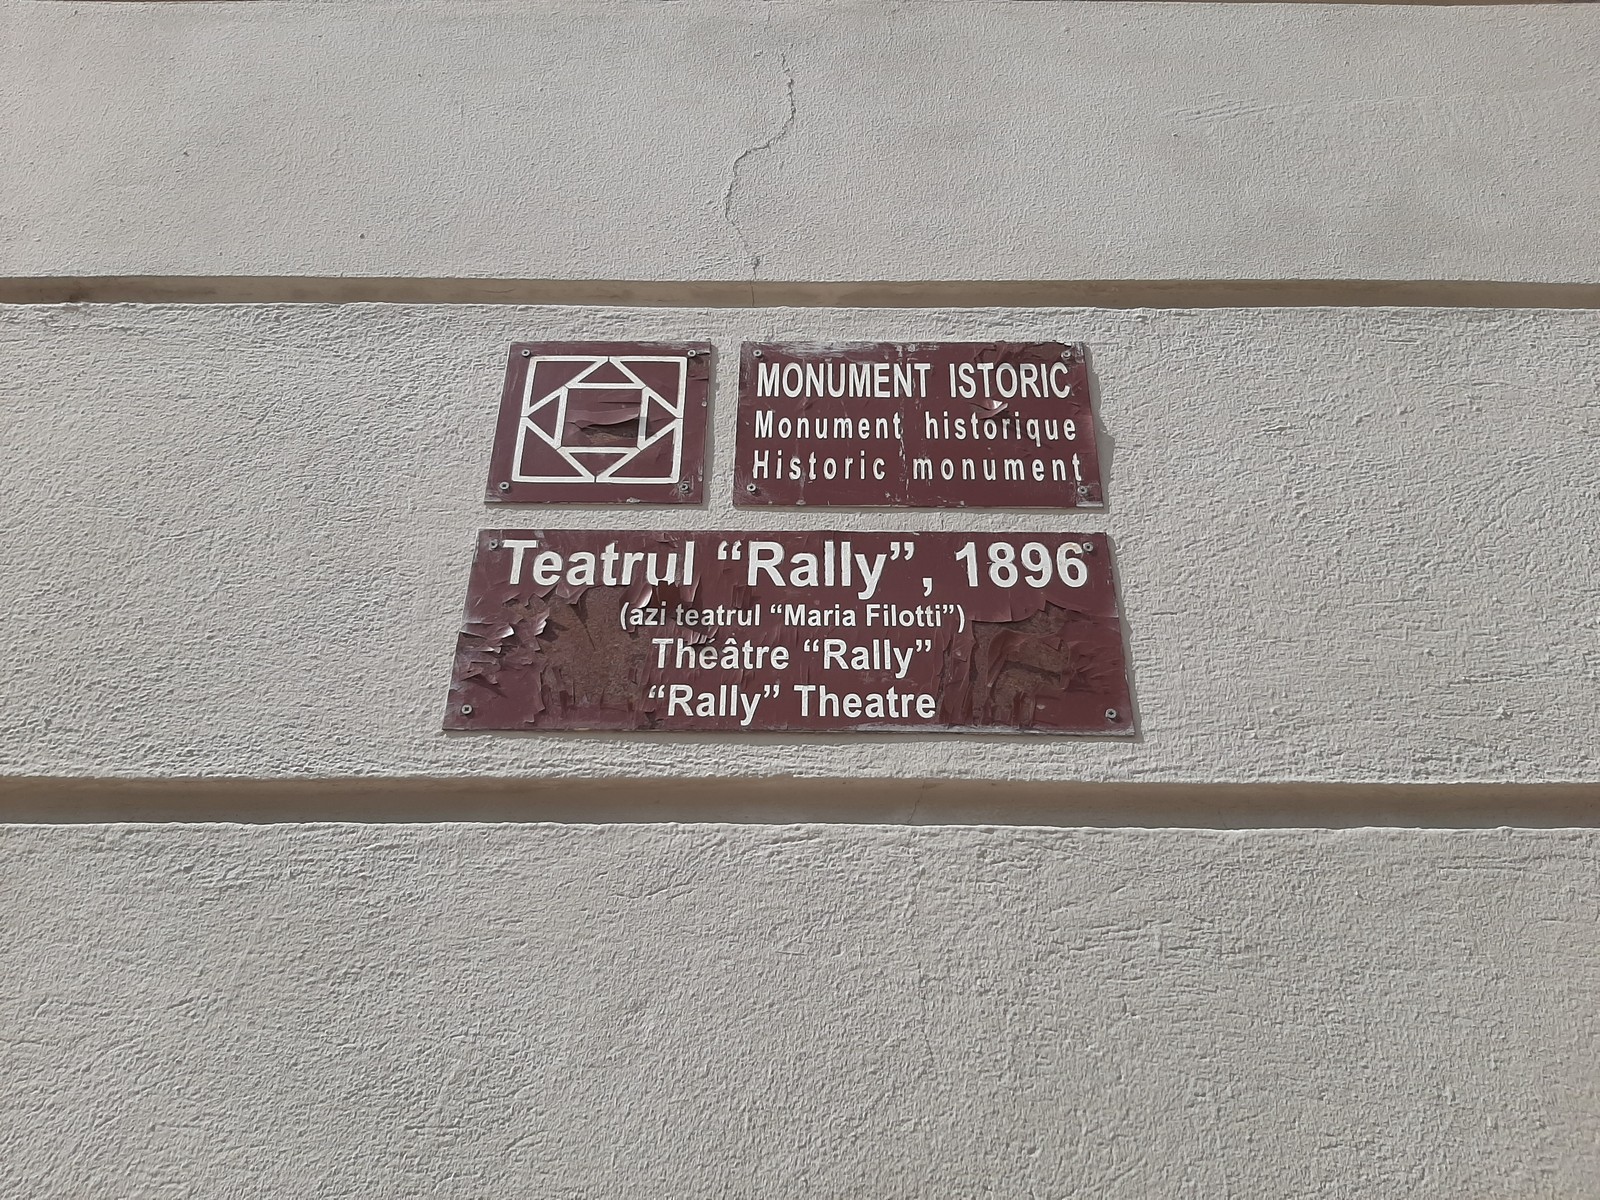 MONUMENT ISTORIC
Monument historique
Historic monument
Teatrul “Rally”, 1896
(azi teatrul “Maria Filotti”)
Théâtre “Rally”
“Rally” Theatre